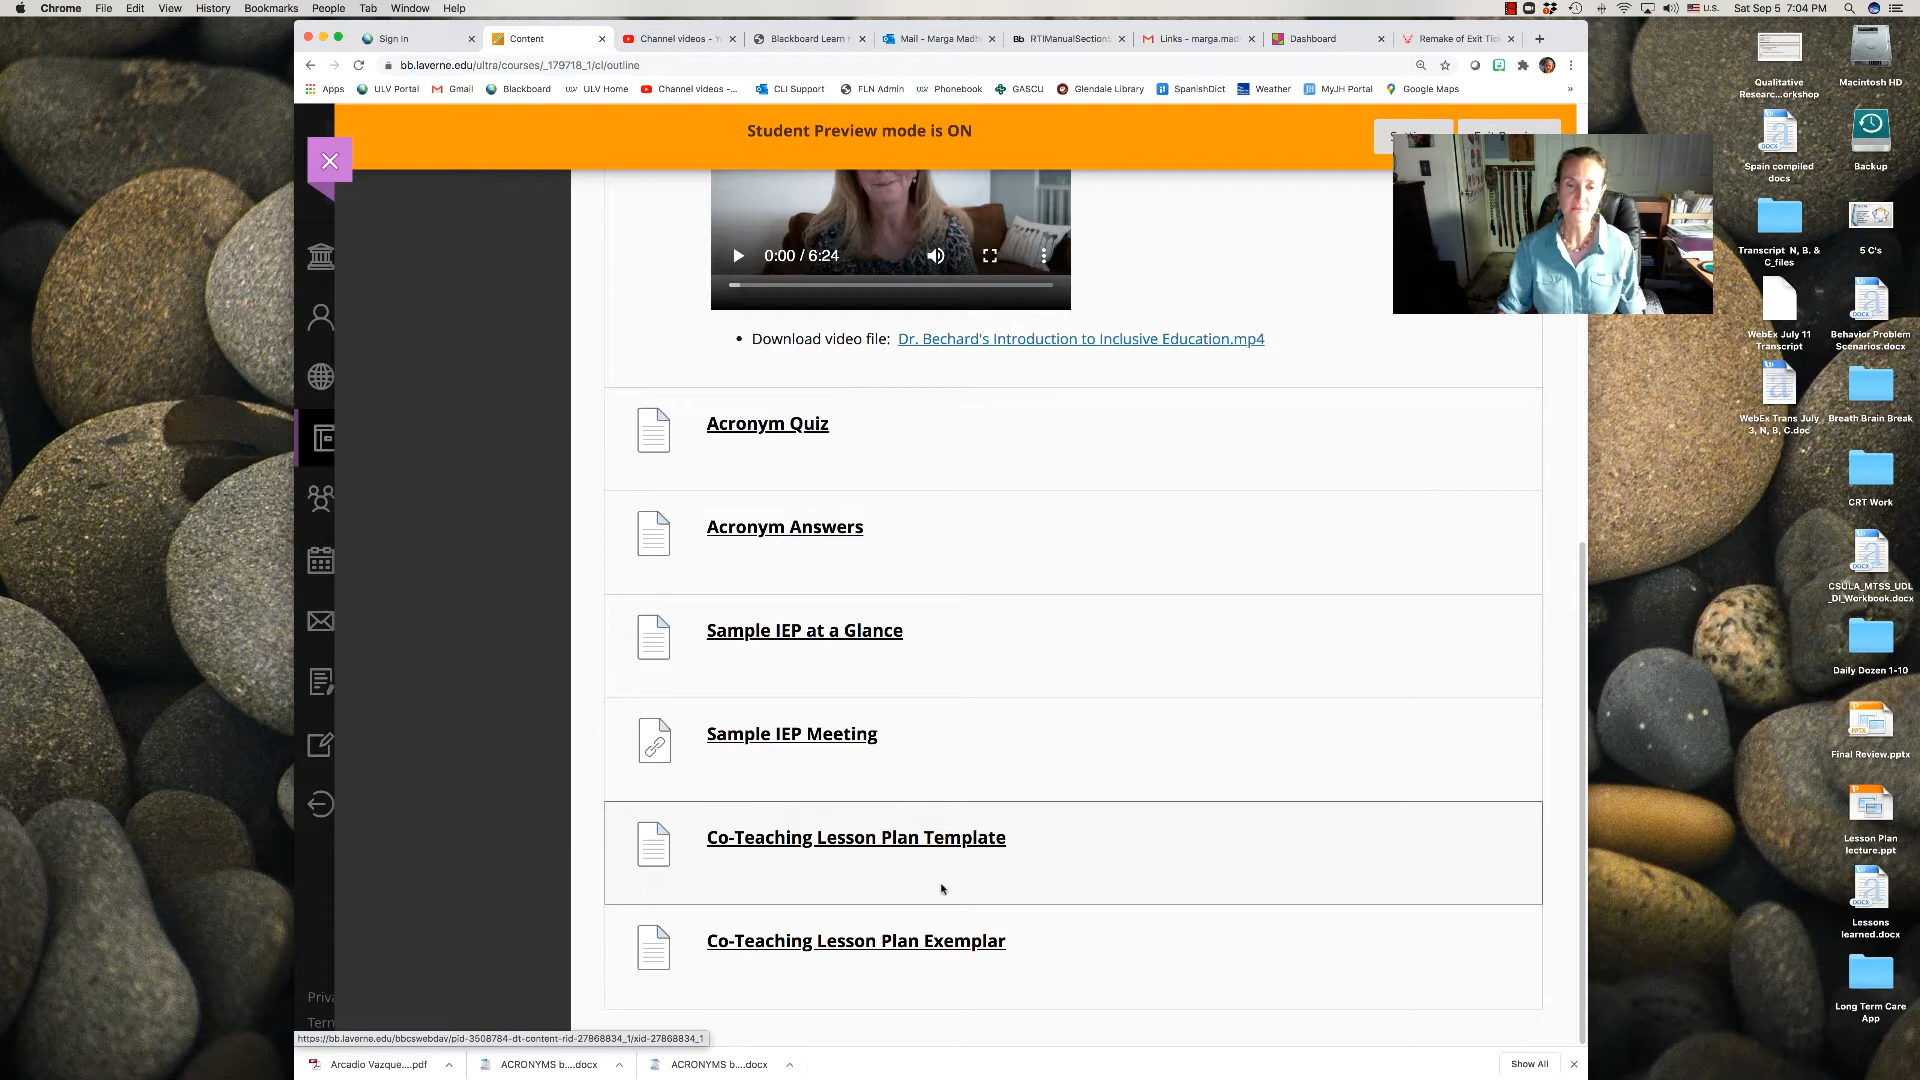 Chrome File Edit View History Bookmarks People Tab Window Help
U.S. Sat Sep 5 7:04 PM
Sign In
Content
Channel videos - Y
Blackboard Learn
Mail - Marga Madh
Bb RTIManualSection
Links - marga.mad
Dashboard
Remake of Exit Tic
bb.laverne.edu/ultra/courses/_179718_1/cl/outline
Apps ULV Portal Gmail Blackboard ULV Home Channel videos -... CLI Support FLN Admin Phonebook GASCU Glendale Library SpanishDict Weather MyJH Portal Google Maps »
Student Preview mode is ON
0:00 / 6:24
Download video file: Dr. Bechard's Introduction to Inclusive Education.mp4
Acronym Quiz
Acronym Answers
Sample IEP at a Glance
Sample IEP Meeting
Co-Teaching Lesson Plan Template
Co-Teaching Lesson Plan Exemplar
Priva
Term
https://bb.laverne.edu/bbcswebdav/pid-3508784-dt-content-rid-27868834_1/xid-27868834_1
Arcadio Vazque....pdf
ACRONYMS b....docx
ACRONYMS b....docx
Show All
Qualitative
Researc...orkshop
Macintosh HD
Spain compiled
docs
Backup
Transcript N, B. &
C_files
5 C's
WebEx July 11
Transcript
Behavior Problem
Scenarios.docx
WebEx Trans July
3, N, B, C.doc
Breath Brain Break
CRT Work
CSULA_MTSS_UDL
_DI_Workbook.docx
Daily Dozen 1-10
Final Review.pptx
Lesson Plan
lecture.ppt
Lessons
learned.docx
Long Term Care
App